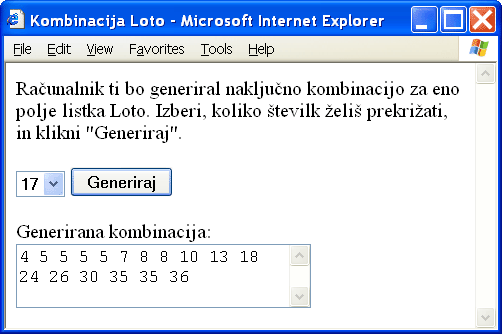 Kombinacija Loto - Microsoft Internet Explorer
File Edit View Favorites Tools Help
Računalnik ti bo generiral naključno kombinacijo za eno
polje listka Loto. Izberi, koliko številk želiš prekrižati,
in klikni "Generiraj".
17 Generiraj
Generirana kombinacija:
4 5 5 5 5 7 8 8 10 13 18
24 26 30 35 35 36